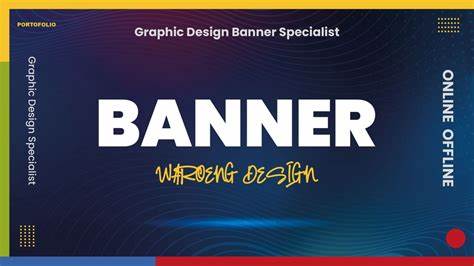 PORTOFOLIO
Graphic Design Banner Specialist
Graphic Design Specialist
BANNER
WAROENG DESIGN
ONLINE OFFLINE